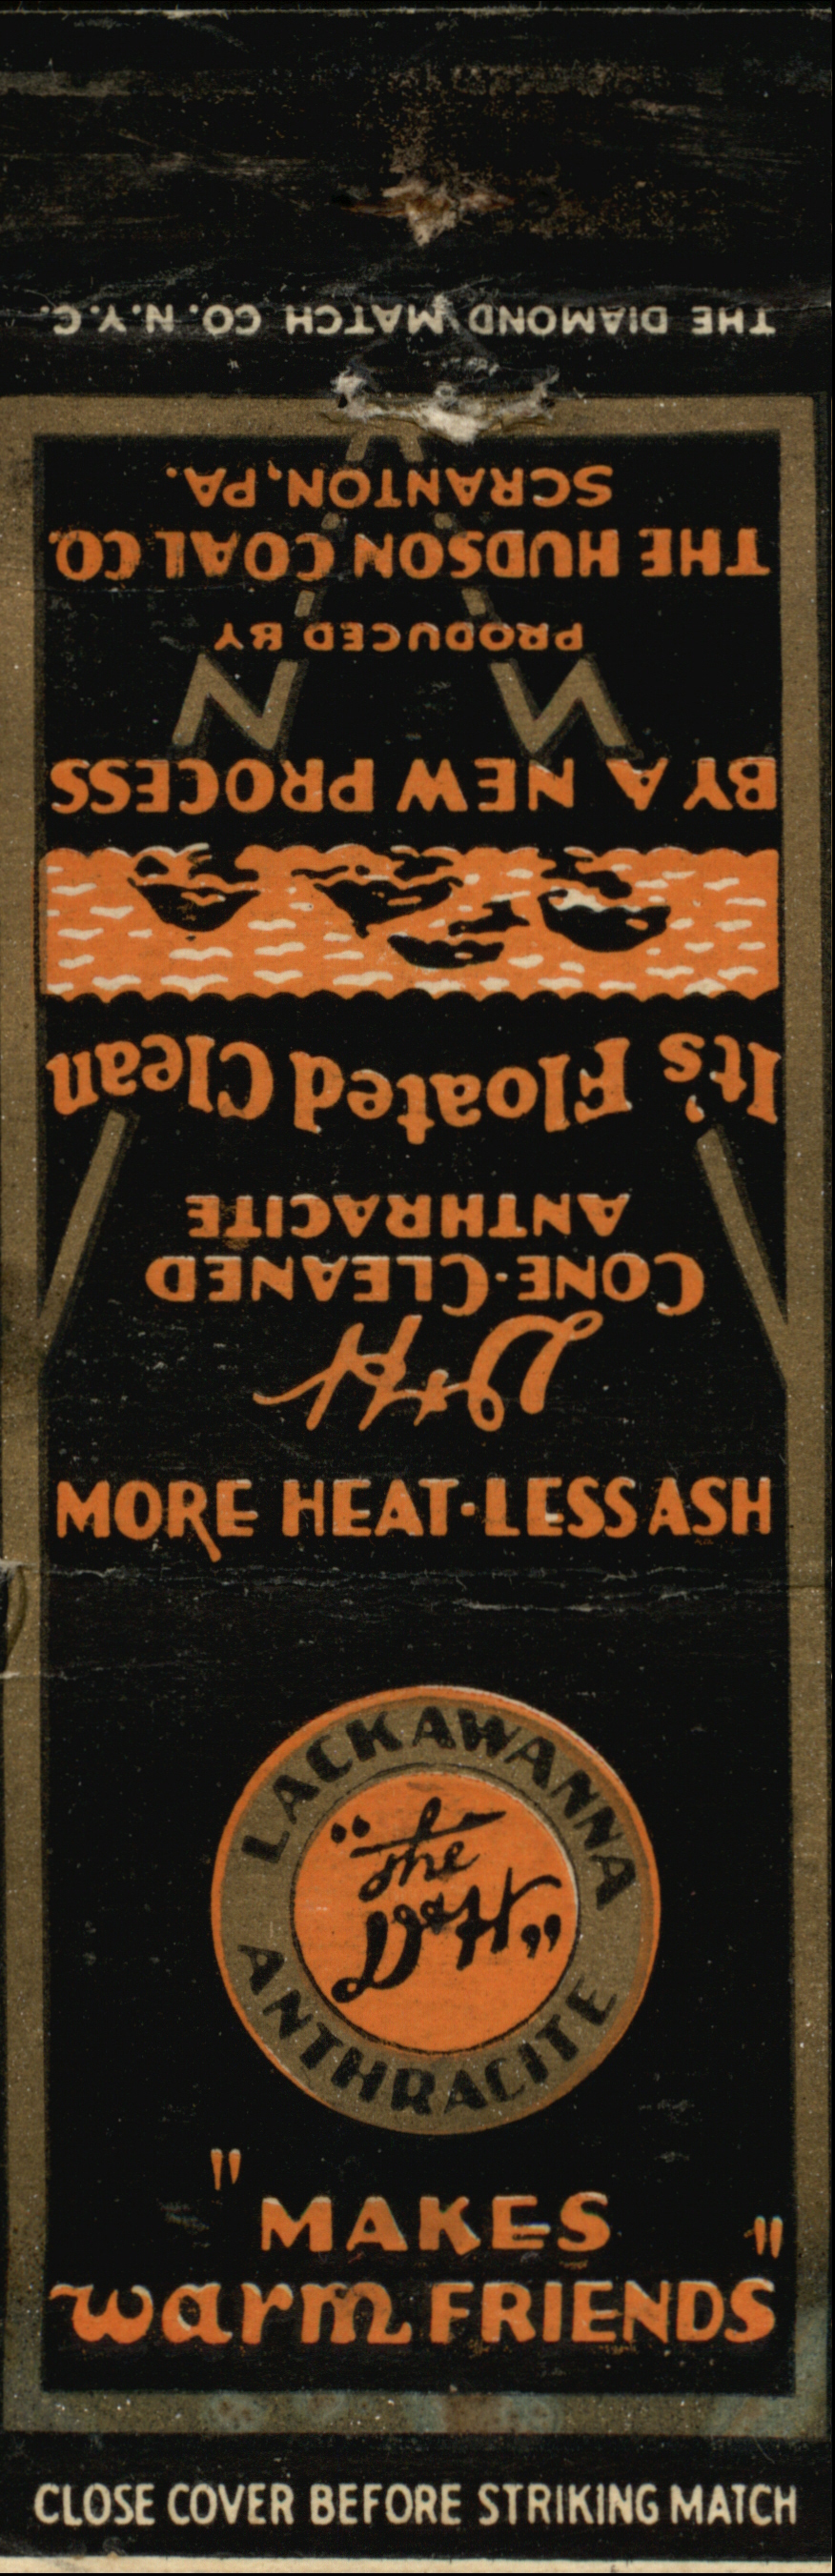 THE DIAMOND MATCH CO. N.Y.C.
D & H
CONE-CLEANED
ANTHRACITE
It's Floated Clean
BY A NEW PROCESS
PRODUCED BY
THE HUDSON COAL CO.
SCRANTON, PA.
MORE HEAT·LESS ASH
LACKAWANNA
"The
D&H"
ANTHRACITE
"MAKES
warm FRIENDS"
CLOSE COVER BEFORE STRIKING MATCH